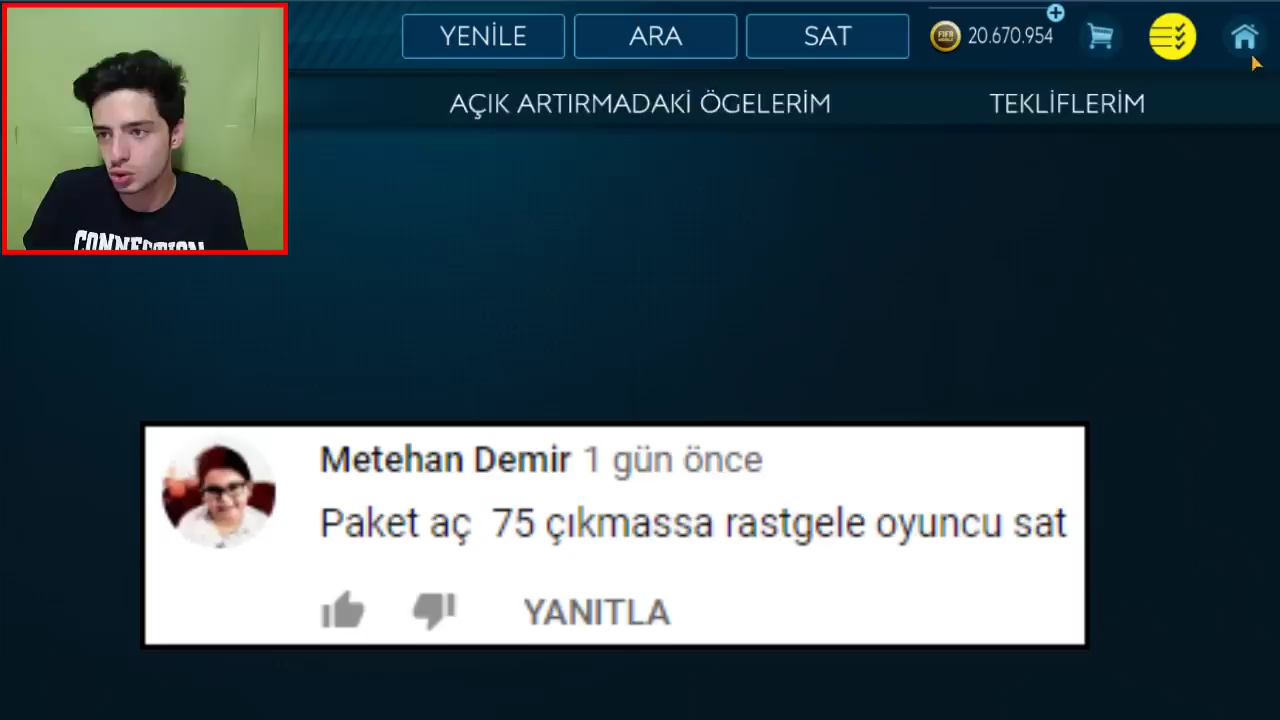 YENİLE ARA SAT 20.670.954
AÇIK ARTIRMADAKİ ÖGELERİM TEKLİFLERİM
CONNECTION
Metehan Demir 1 gün önce
Paket aç 75 çıkmassa rastgele oyuncu sat
YANITLA